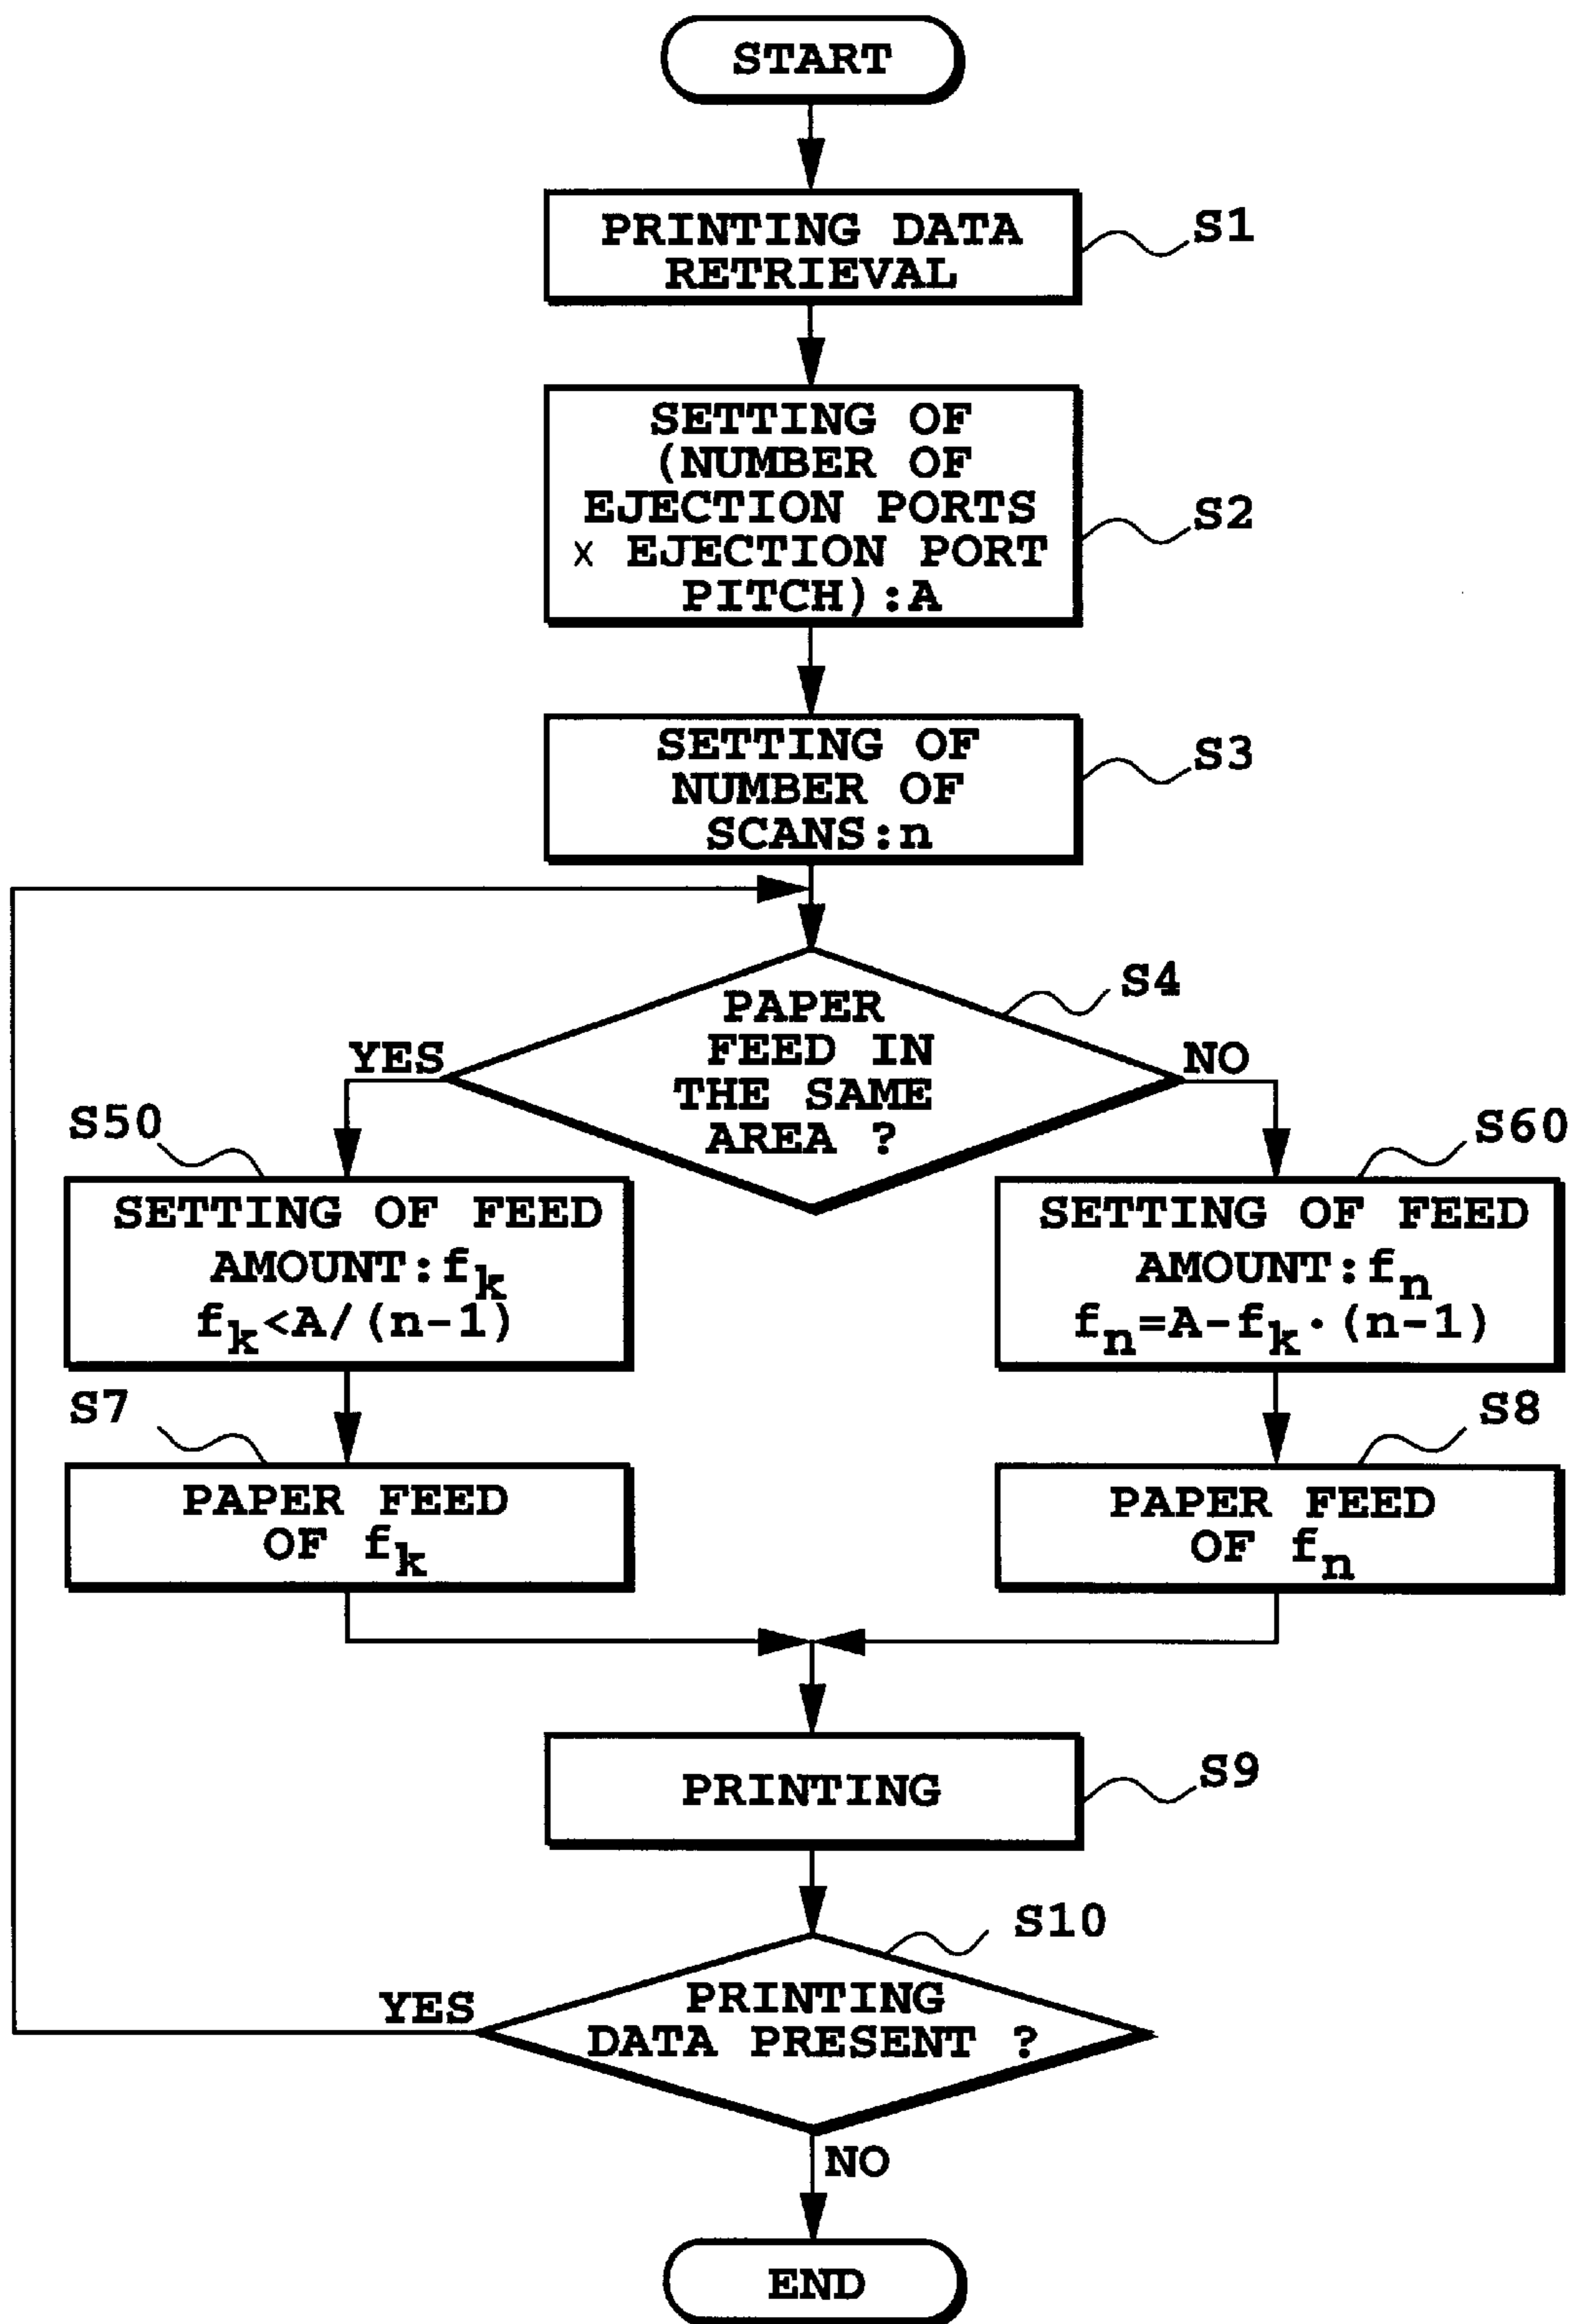 START
PRINTING DATA
RETRIEVAL
S1
SETTING OF
(NUMBER OF
EJECTION PORTS
x EJECTION PORT
PITCH):A
S2
SETTING OF
NUMBER OF
SCANS:n
S3
PAPER
FEED IN
THE SAME
AREA ?
S4
YES
NO
S50
SETTING OF FEED
AMOUNT:fk
fk<A/(n-1)
S60
SETTING OF FEED
AMOUNT:fn
fn=A-fk·(n-1)
S7
PAPER FEED
OF fk
S8
PAPER FEED
OF fn
PRINTING
S9
S10
PRINTING
DATA PRESENT ?
YES
NO
END